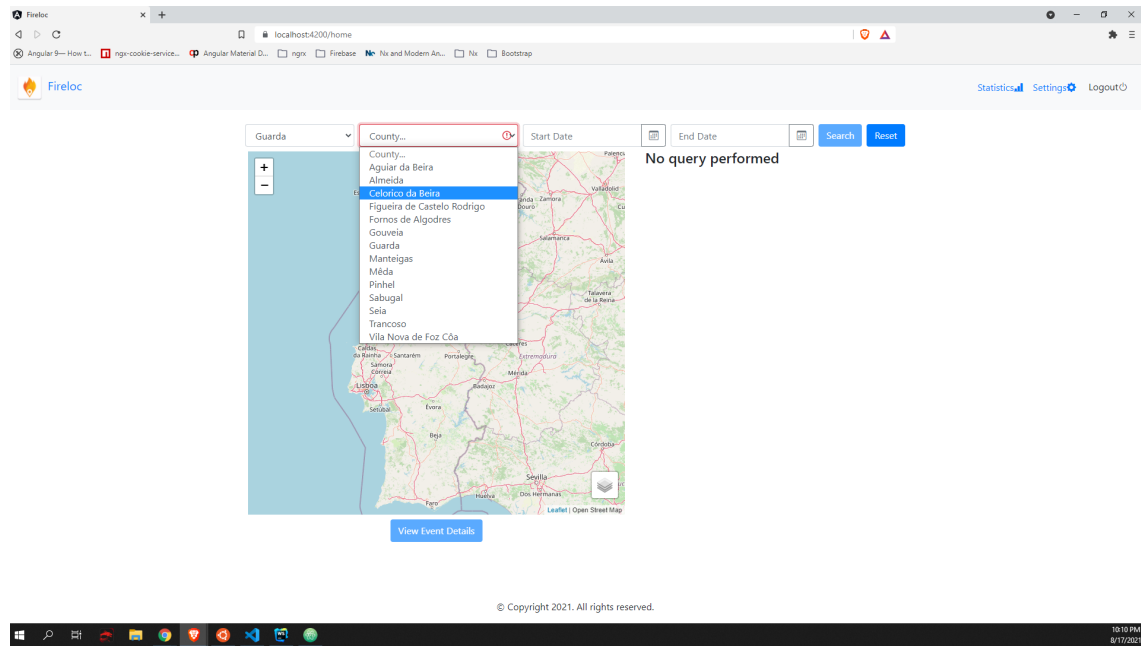 Fireloc
localhost:4200/home
Angular 9— How t... ngx-cookie-service... Angular Material D... ngrx Firebase Nx and Modern An... Nx Bootstrap
Fireloc
Statistics Settings Logout
Guarda County... Start Date End Date Search Reset
No query performed
County...
Aguiar da Beira
Almeida
Celorico da Beira
Figueira de Castelo Rodrigo
Fornos de Algodres
Gouveia
Guarda
Manteigas
Mêda
Pinhel
Sabugal
Seia
Trancoso
Vila Nova de Foz Côa
+
−
Valladolid
Zamora
Salamanca
Ávila
Talavera
de la Reina
Caldas
da Rainha
Santarém
Portalegre
Extremadura
Samora
Correia
Mérida
Lisboa
Badajoz
Setúbal
Évora
Beja
Córdoba
Sevilla
Huelva
Dos Hermanas
Faro
Leaflet | Open Street Map
View Event Details
© Copyright 2021. All rights reserved.
10:10 PM
8/17/2021